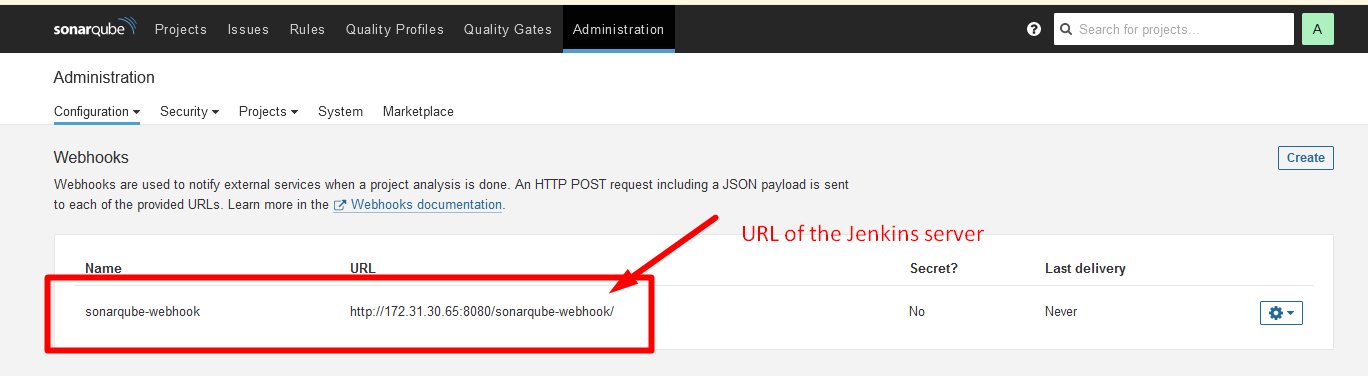 sonarqube Projects Issues Rules Quality Profiles Quality Gates Administration ? Search for projects... A
Administration
Configuration Security Projects System Marketplace
Webhooks Create
Webhooks are used to notify external services when a project analysis is done. An HTTP POST request including a JSON payload is sent
to each of the provided URLs. Learn more in the Webhooks documentation.
URL of the Jenkins server
Name URL Secret? Last delivery
sonarqube-webhook http://172.31.30.65:8080/sonarqube-webhook/ No Never